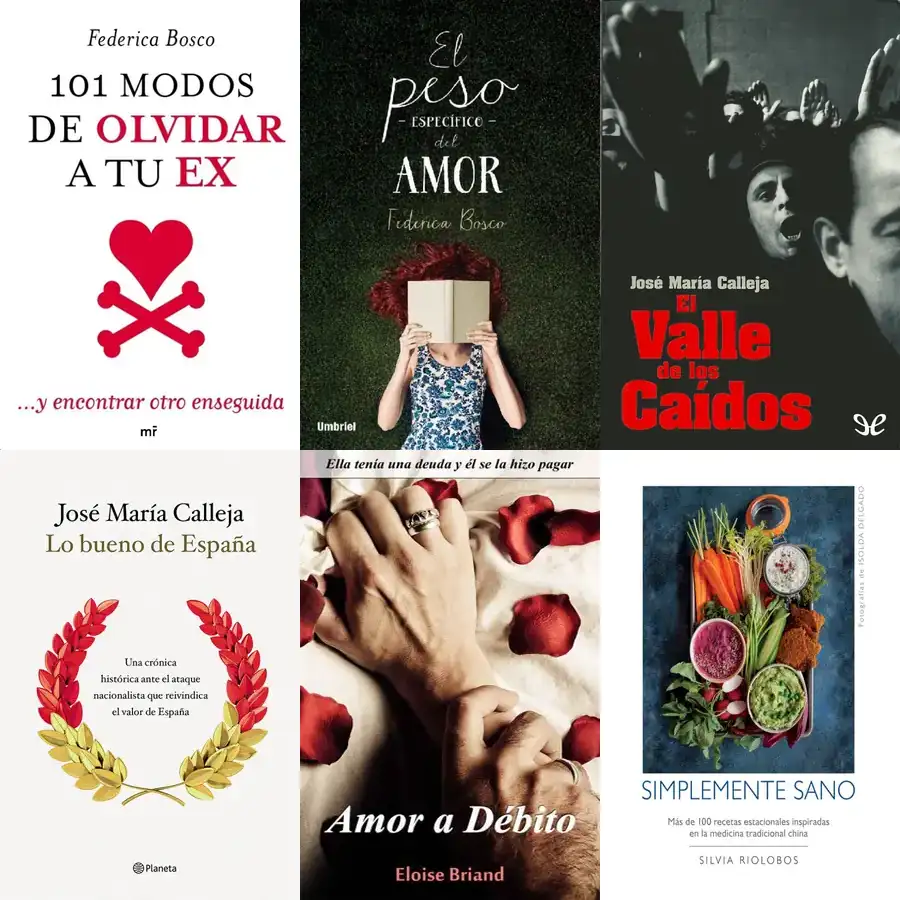 Federica Bosco
101 MODOS
DE OLVIDAR
A TU EX
...y encontrar otro enseguida
mr
El
peso
– ESPECÍFICO –
del
AMOR
Federica Bosco
Umbriel
José María Calleja
El
Valle
de los
Caídos
José María Calleja
Lo bueno de España
Una crónica
histórica ante el ataque
nacionalista que reivindica
el valor de España
Planeta
Ella tenía una deuda y él se la hizo pagar
Amor a Débito
Eloise Briand
Fotografías de ISOLDA DELGADO
SIMPLEMENTE SANO
Más de 100 recetas estacionales inspiradas
en la medicina tradicional china
SILVIA RIOLOBOS